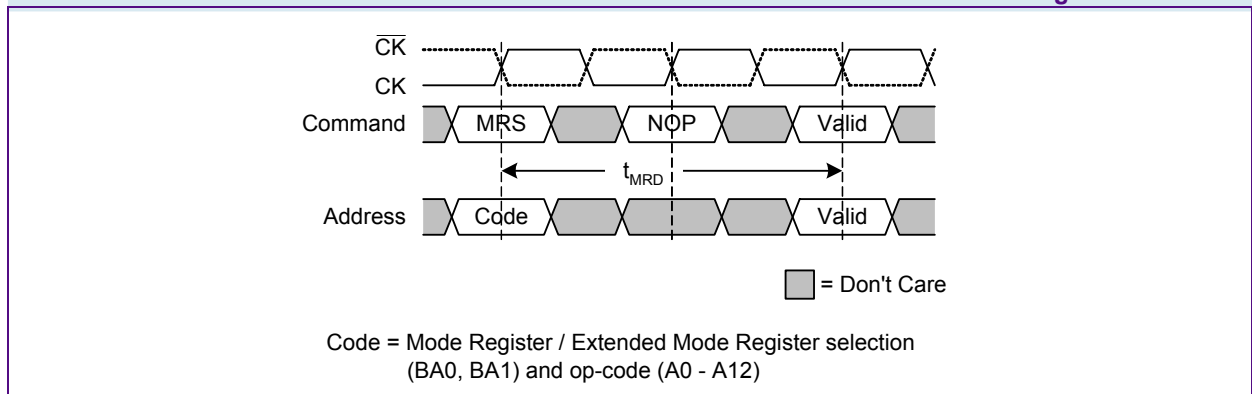 CK
CK
Command MRS NOP Valid
tMRD
Address Code Valid
= Don't Care
Code = Mode Register / Extended Mode Register selection
(BA0, BA1) and op-code (A0 - A12)